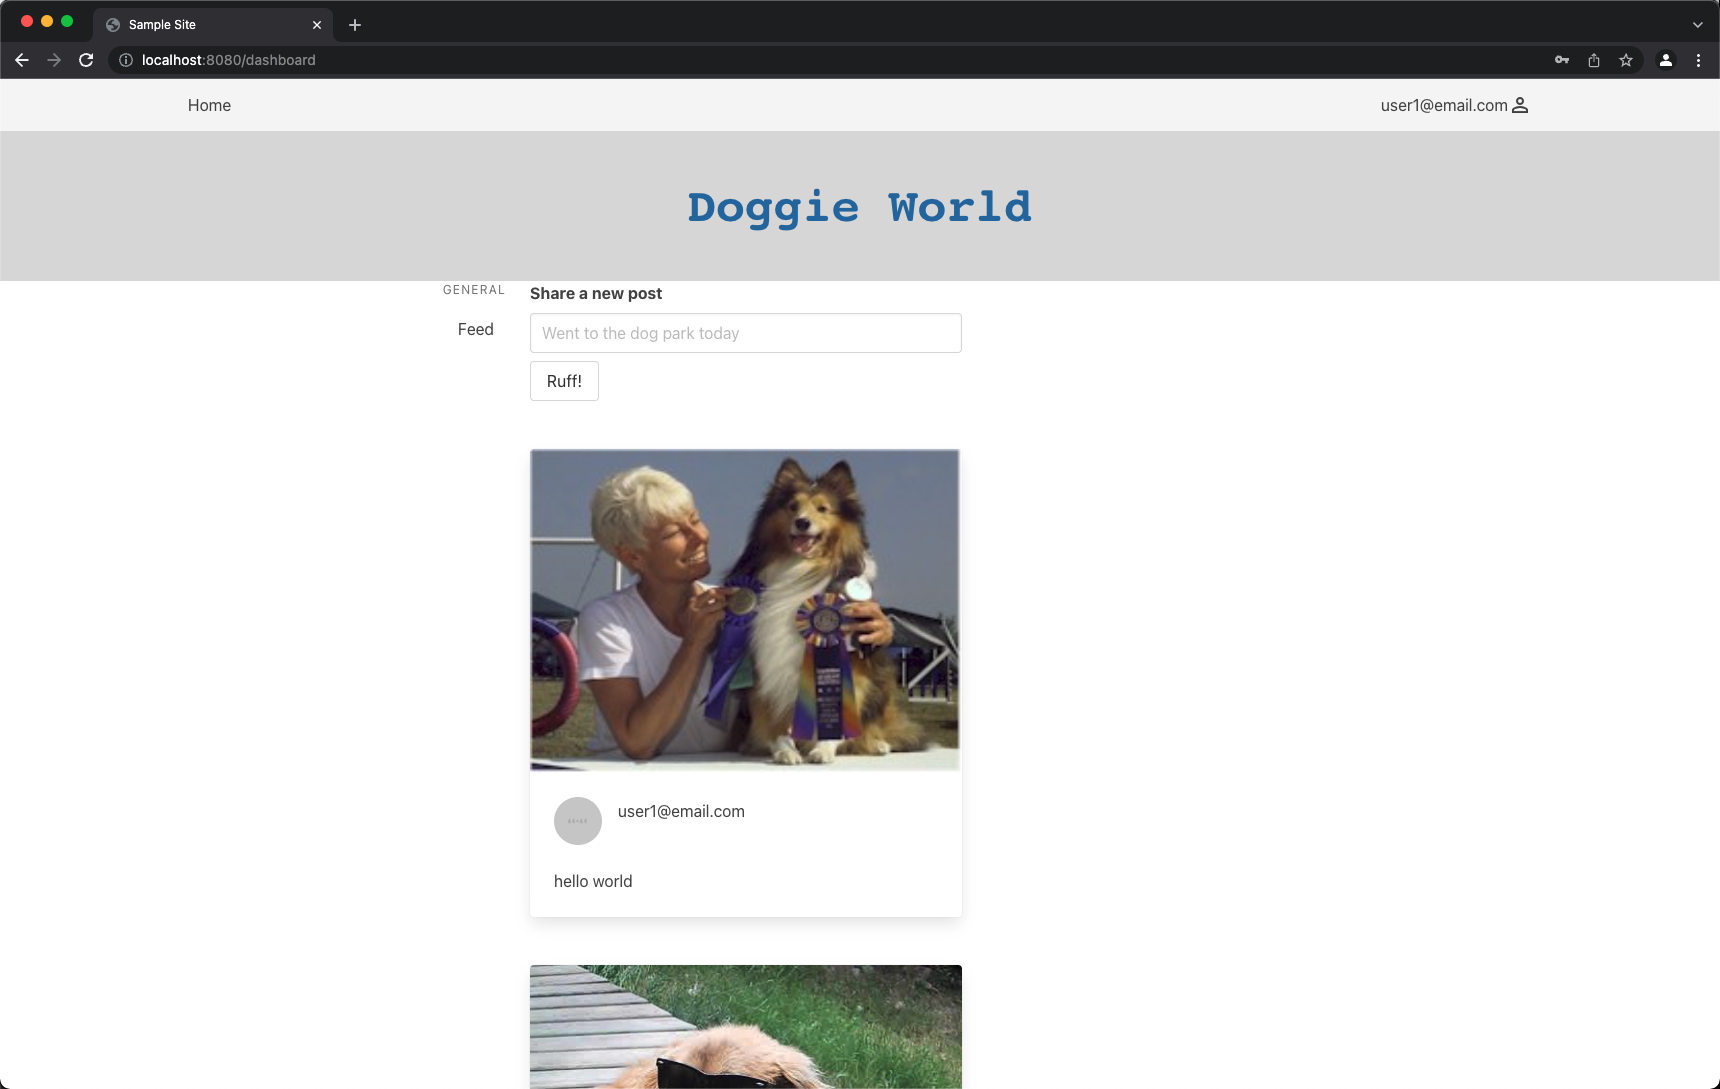 Sample Site
localhost:8080/dashboard
Home
user1@email.com
Doggie World
GENERAL
Share a new post
Feed
Went to the dog park today
Ruff!
user1@email.com
hello world